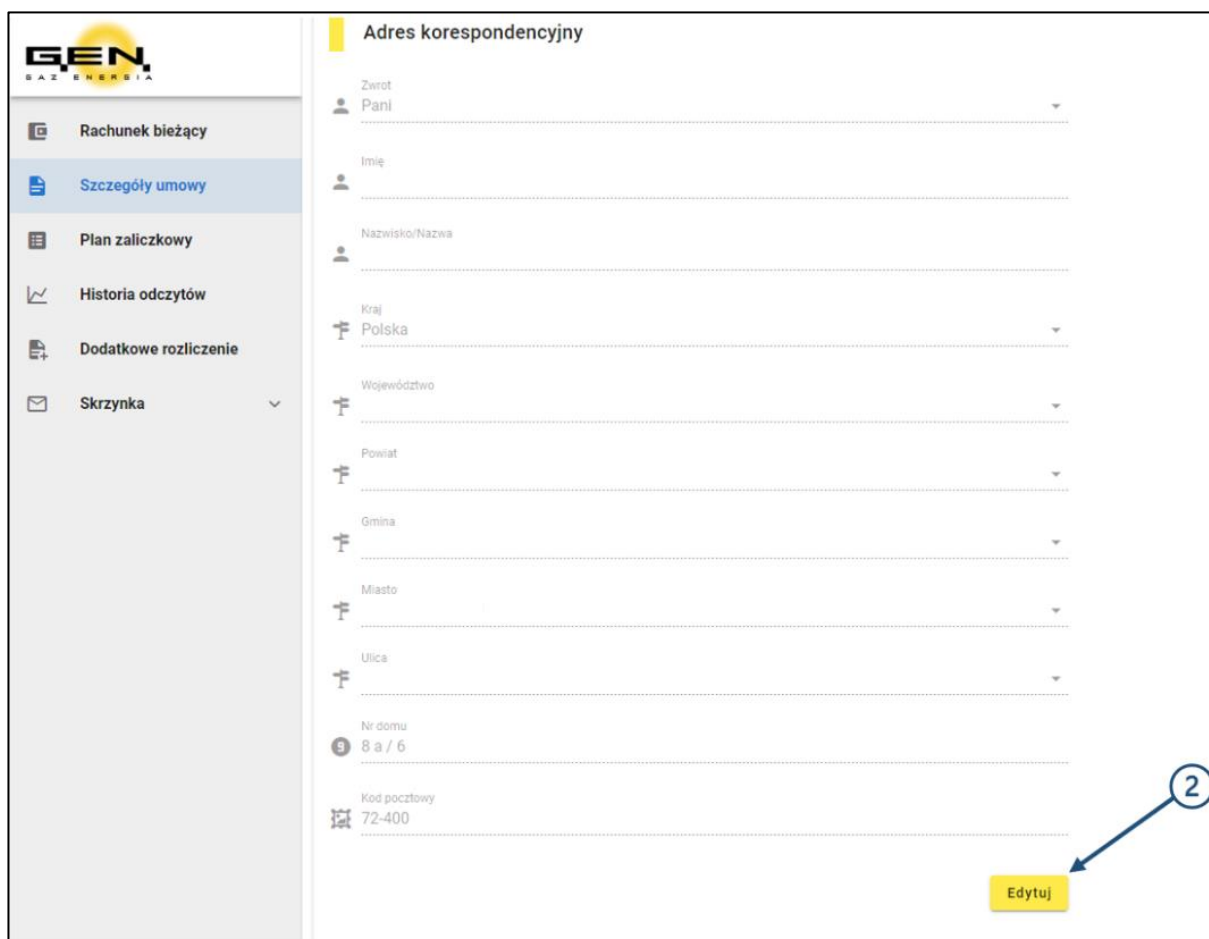 G.E.N.
GAZ ENERGIA
Rachunek bieżący
Szczegóły umowy
Plan zaliczkowy
Historia odczytów
Dodatkowe rozliczenie
Skrzynka
Adres korespondencyjny
Zwrot
Pani
Imię
Nazwisko/Nazwa
Kraj
Polska
Województwo
Powiat
Gmina
Miasto
Ulica
Nr domu
9
8 a / 6
Kod pocztowy
72-400
2
Edytuj